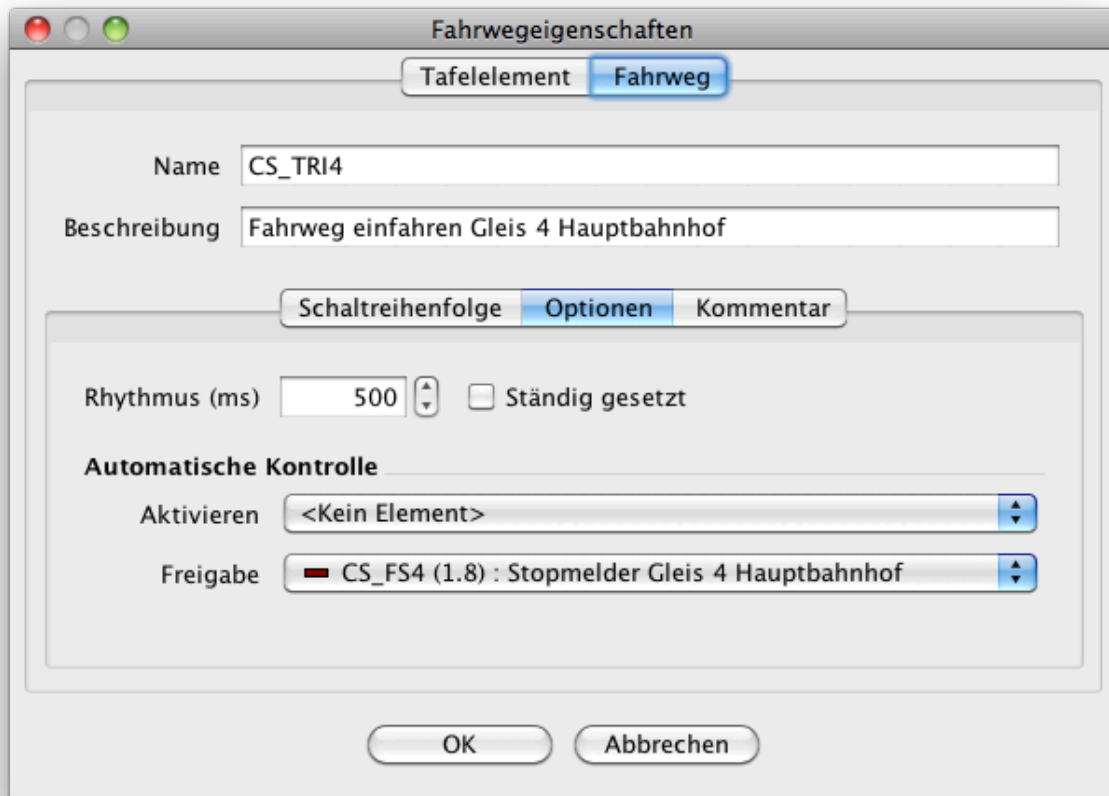 Fahrwegeigenschaften
Tafelelement Fahrweg
Name CS_TRI4
Beschreibung Fahrweg einfahren Gleis 4 Hauptbahnhof
Schaltreihenfolge Optionen Kommentar
Rhythmus (ms) 500 Ständig gesetzt
Automatische Kontrolle
Aktivieren <Kein Element>
Freigabe CS_FS4 (1.8) : Stopmelder Gleis 4 Hauptbahnhof
OK Abbrechen